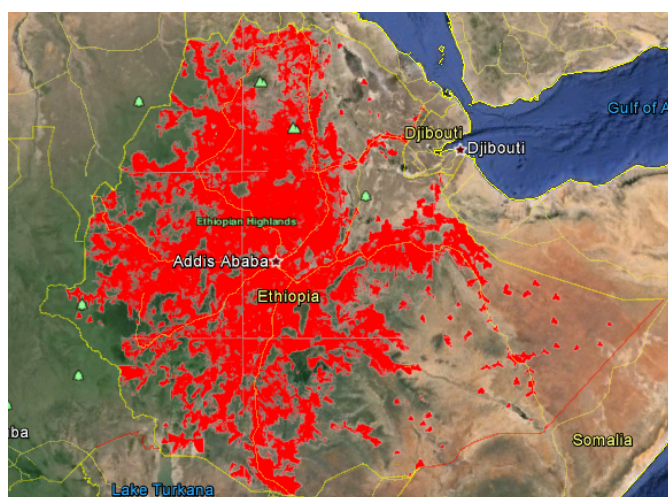 Gulf of A
Djibouti
Djibouti
Ethiopian Highlands
Addis Ababa
Ethiopia
ba
Somalia
Lake Turkana